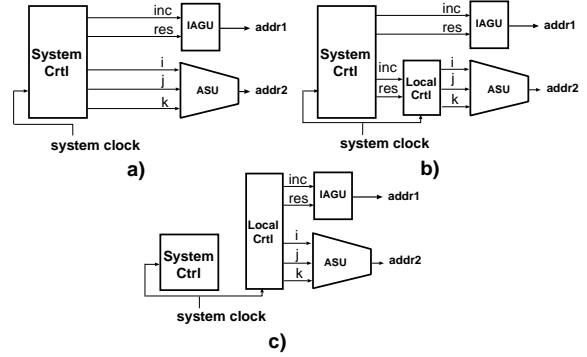 inc
res
IAGU
addr1
System
Crtl
i
j
k
ASU
addr2
system clock
a)
inc
res
IAGU
addr1
System
Crtl
inc
res
Local
Crtl
i
j
k
ASU
addr2
system clock
b)
System
Ctrl
Local
Crtl
inc
res
IAGU
addr1
i
j
k
ASU
addr2
system clock
c)